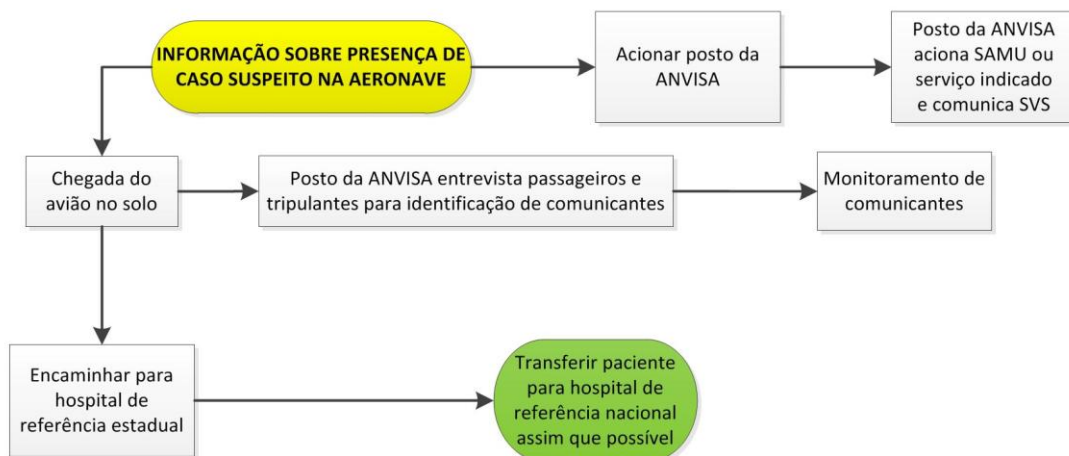 INFORMAÇÃO SOBRE PRESENÇA DE
CASO SUSPEITO NA AERONAVE
Acionar posto da
ANVISA
Posto da ANVISA
aciona SAMU ou
serviço indicado
e comunica SVS
Chegada do
avião no solo
Posto da ANVISA entrevista passageiros e
tripulantes para identificação de comunicantes
Monitoramento de
comunicantes
Encaminhar para
hospital de
referência estadual
Transferir paciente
para hospital de
referência nacional
assim que possível